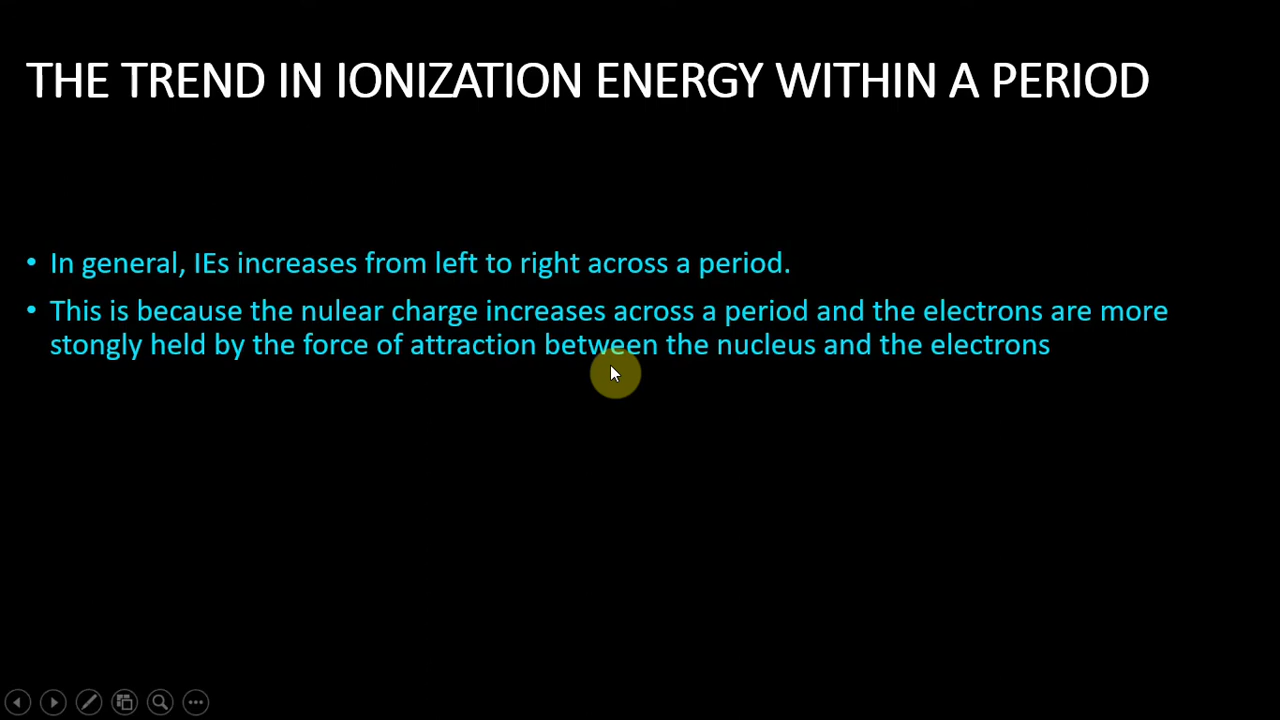 THE TREND IN IONIZATION ENERGY WITHIN A PERIOD
• In general, IEs increases from left to right across a period.
• This is because the nulear charge increases across a period and the electrons are more
stongly held by the force of attraction between the nucleus and the electrons